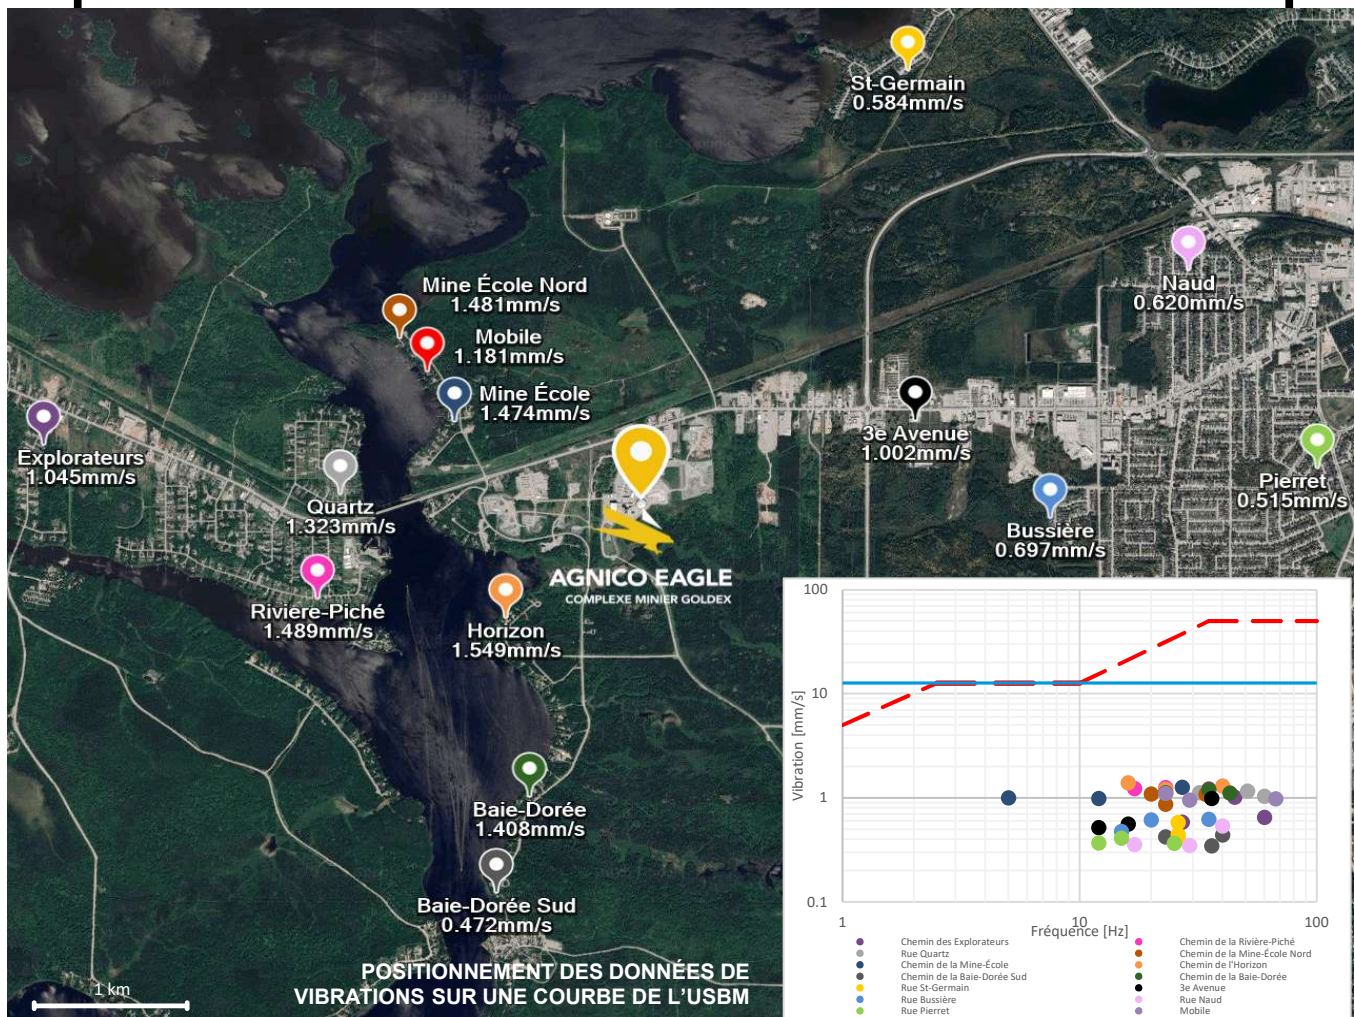 St-Germain
0.584mm/s
Naud
0.620mm/s
Mine École Nord
1.481mm/s
Mobile
1.181mm/s
Mine École
1.474mm/s
Explorateurs
1.045mm/s
3e Avenue
1.002mm/s
Pierret
0.515mm/s
Quartz
1.323mm/s
Bussière
0.697mm/s
AGNICO EAGLE
COMPLEXE MINIER GOLDEX
Riviere-Piché
1.489mm/s
Horizon
1.549mm/s
Baie-Dorée
1.408mm/s
Baie-Dorée Sud
0.472mm/s
POSITIONNEMENT DES DONNÉES DE
VIBRATIONS SUR UNE COURBE DE L'USBM
1 km
100
10
1
0.1
Vibration [mm/s]
1
10
100
Fréquence [Hz]
Chemin des Explorateurs
Chemin de la Rivière-Piché
Rue Quartz
Chemin de la Mine-École Nord
Chemin de la Mine-École
Chemin de l'Horizon
Chemin de la Baie-Dorée Sud
Chemin de la Baie-Dorée
Rue St-Germain
3e Avenue
Rue Bussière
Rue Naud
Rue Pierret
Mobile